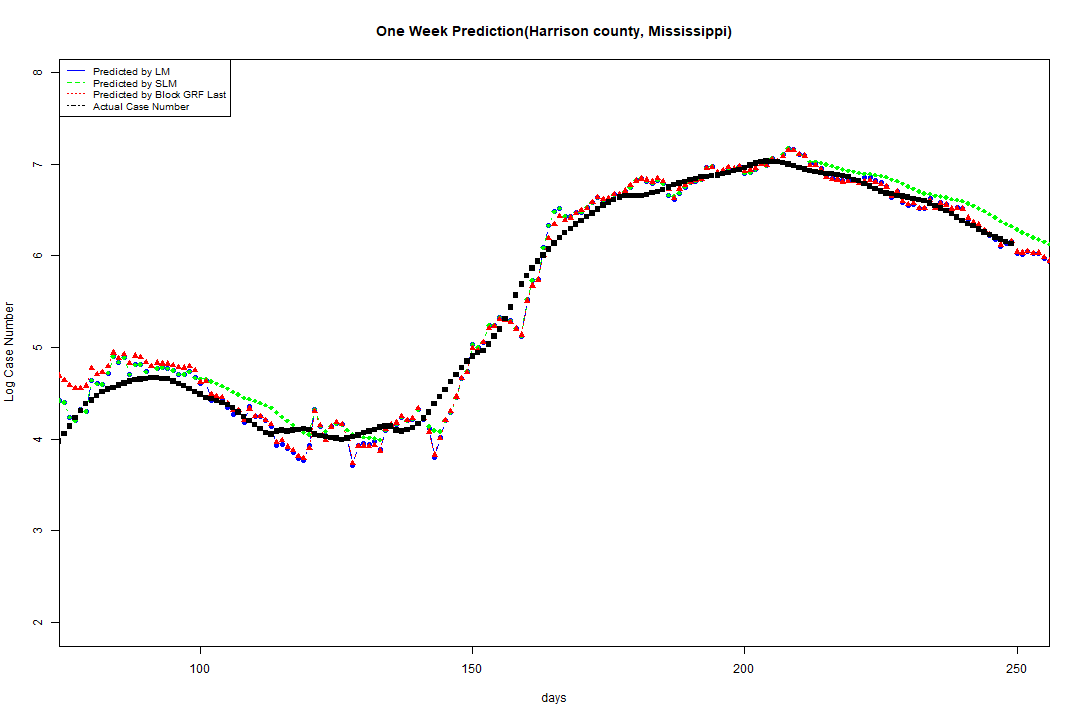 One Week Prediction(Harrison county, Mississippi)
Predicted by LM
Predicted by SLM
Predicted by Block GRF Last
Actual Case Number
8
7
6
5
4
3
2
Log Case Number
100 150 200 250
days